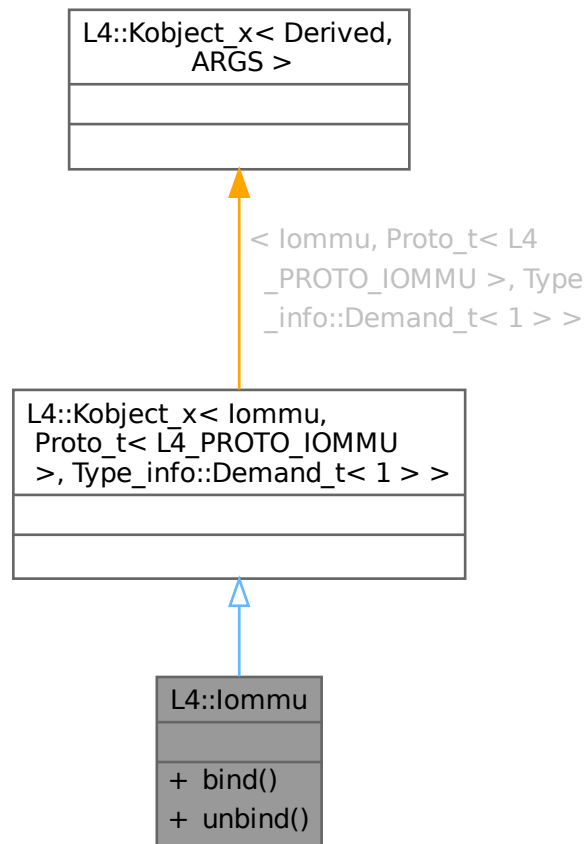 L4::Kobject_x< Derived,
ARGS >
< Iommu, Proto_t< L4
_PROTO_IOMMU >, Type
_info::Demand_t< 1 > >
L4::Kobject_x< Iommu,
Proto_t< L4_PROTO_IOMMU
>, Type_info::Demand_t< 1 > >
L4::Iommu
+ bind()
+ unbind()